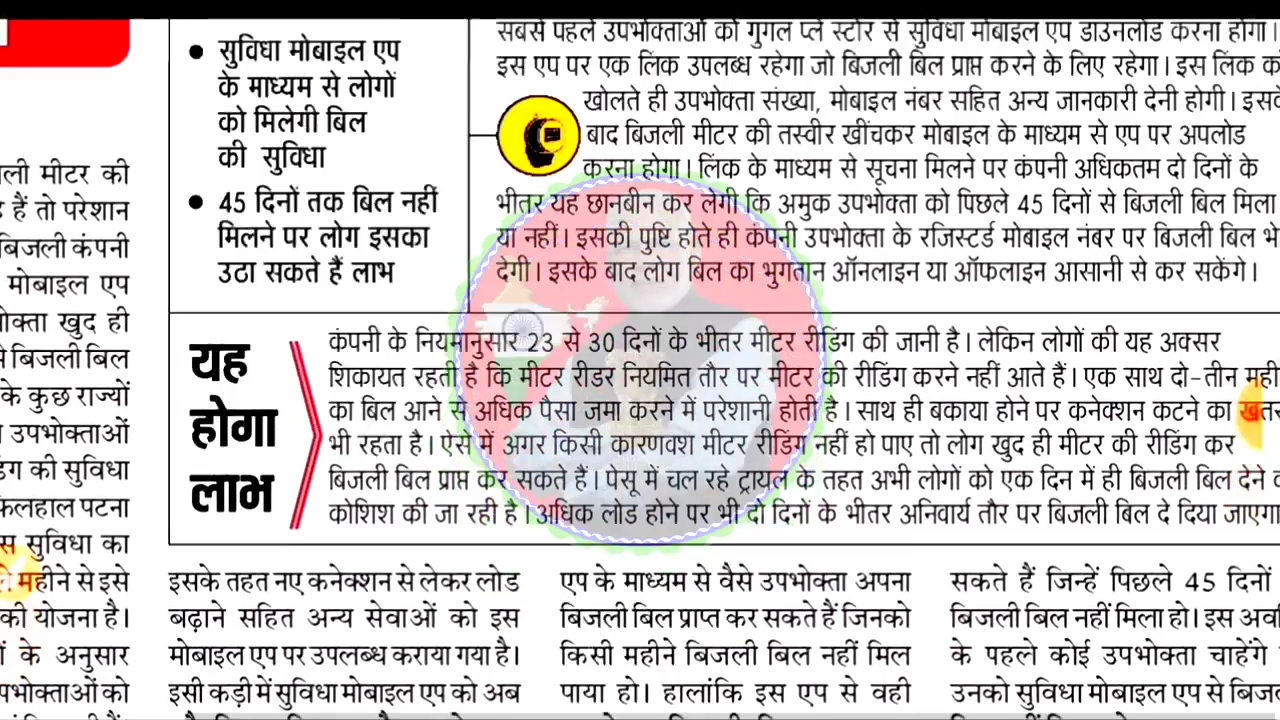 सुविधा मोबाइल एप
के माध्यम से लोगों
को मिलेगी बिल
की सुविधा
45 दिनों तक बिल नहीं
मिलने पर लोग इसका
उठा सकते हैं लाभ
सबसे पहले उपभोक्ताओं को गुगल प्ले स्टोर से सुविधा मोबाइल एप डाउनलोड करना होगा।
इस एप पर एक लिंक उपलब्ध रहेगा जो बिजली बिल प्राप्त करने के लिए रहेगा। इस लिंक को
खोलते ही उपभोक्ता संख्या, मोबाइल नंबर सहित अन्य जानकारी देनी होगी। इसके
बाद बिजली मीटर की तस्वीर खींचकर मोबाइल के माध्यम से एप पर अपलोड
करना होगा। लिंक के माध्यम से सूचना मिलने पर कंपनी अधिकतम दो दिनों के
भीतर यह छानबीन कर लेगी कि अमुक उपभोक्ता को पिछले 45 दिनों से बिजली बिल मिला
या नहीं। इसकी पुष्टि होते ही कंपनी उपभोक्ता के रजिस्टर्ड मोबाइल नंबर पर बिजली बिल भे
देगी। इसके बाद लोग बिल का भुगतान ऑनलाइन या ऑफलाइन आसानी से कर सकेंगे।
यह
होगा
लाभ
कंपनी के नियमानुसार 23 से 30 दिनों के भीतर मीटर रीडिंग की जानी है। लेकिन लोगों की यह अक्सर
शिकायत रहती है कि मीटर रीडर नियमित तौर पर मीटर की रीडिंग करने नहीं आते हैं। एक साथ दो-तीन मही
का बिल आने से अधिक पैसा जमा करने में परेशानी होती है। साथ ही बकाया होने पर कनेक्शन कटने का खतर
भी रहता है। ऐसे में अगर किसी कारणवश मीटर रीडिंग नहीं हो पाए तो लोग खुद ही मीटर की रीडिंग कर
बिजली बिल प्राप्त कर सकते हैं। पेसू में चल रहे ट्रायल के तहत अभी लोगों को एक दिन में ही बिजली बिल देने
कोशिश की जा रही है। अधिक लोड होने पर भी दो दिनों के भीतर अनिवार्य तौर पर बिजली बिल दे दिया जाएगा
ली मीटर की
हैं तो परेशान
बिजली कंपनी
मोबाइल एप
क्ता खुद ही
बिजली बिल
के कुछ राज्यों
उपभोक्ताओं
ंग की सुविधा
लहाल पटना
स सुविधा का
महीने से इसे
की योजना है।
के अनुसार
पभोक्ताओं को
इसके तहत नए कनेक्शन से लेकर लोड
बढ़ाने सहित अन्य सेवाओं को इस
मोबाइल एप पर उपलब्ध कराया गया है।
इसी कड़ी में सुविधा मोबाइल एप को अब
एप के माध्यम से वैसे उपभोक्ता अपना
बिजली बिल प्राप्त कर सकते हैं जिनको
किसी महीने बिजली बिल नहीं मिल
पाया हो। हालांकि इस एप से वही
सकते हैं जिन्हें पिछले 45 दिनों
बिजली बिल नहीं मिला हो। इस अव
के पहले कोई उपभोक्ता चाहेंगे
उनको सुविधा मोबाइल एप से बिज